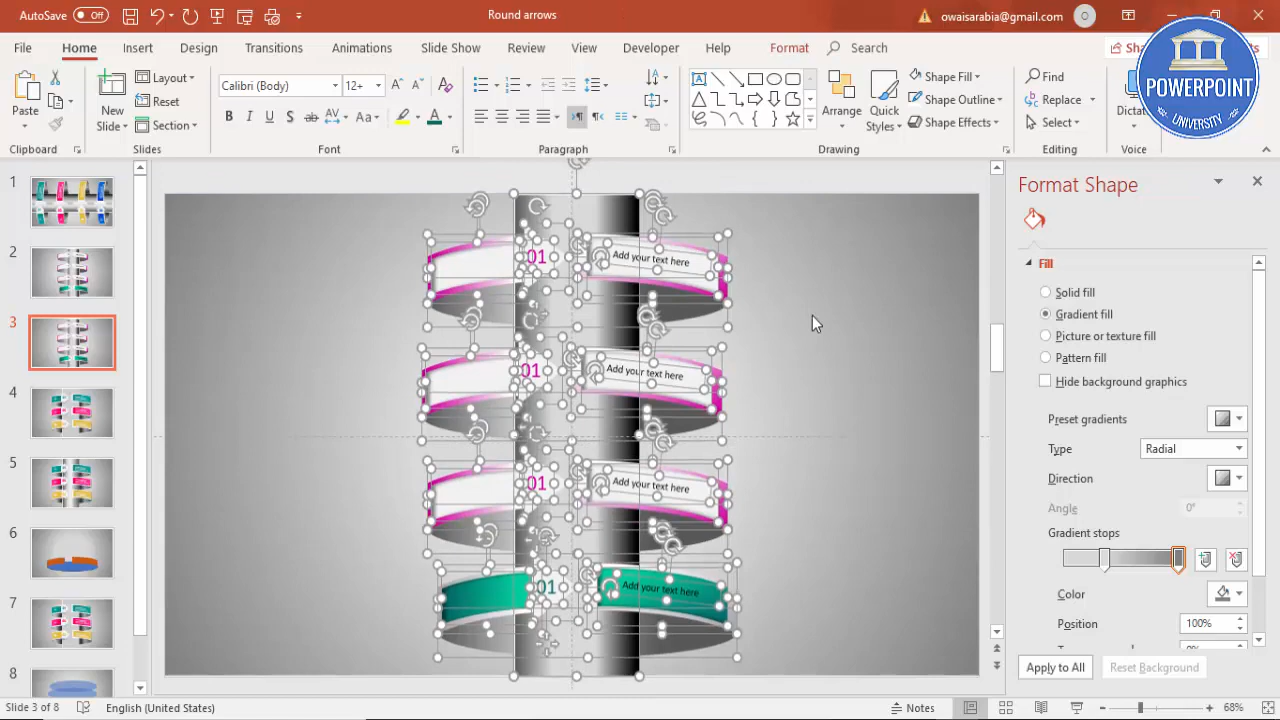 AutoSave Off
Round arrows
owaisarabia@gmail.com
O
File Home Insert Design Transitions Animations Slide Show Review View Developer Help Format Search
POWERPOINT
UNIVERSITY
Paste
Clipboard
New
Slide
Layout
Reset
Section
Slides
Calibri (Body) 12+
B I U S ab AV Aa A
Font
Paragraph
Arrange
Quick
Styles
Shape Fill
Shape Outline
Shape Effects
Drawing
Find
Replace
Select
Editing
Dictat
Voice
1
2
3
4
5
6
7
8
01 Add your text here
01 Add your text here
01 Add your text here
01 Add your text here
Format Shape
Fill
Solid fill
Gradient fill
Picture or texture fill
Pattern fill
Hide background graphics
Preset gradients
Type Radial
Direction
Angle 0°
Gradient stops
Color
Position 100%
Apply to All Reset Background
Slide 3 of 8 English (United States) Notes 68%